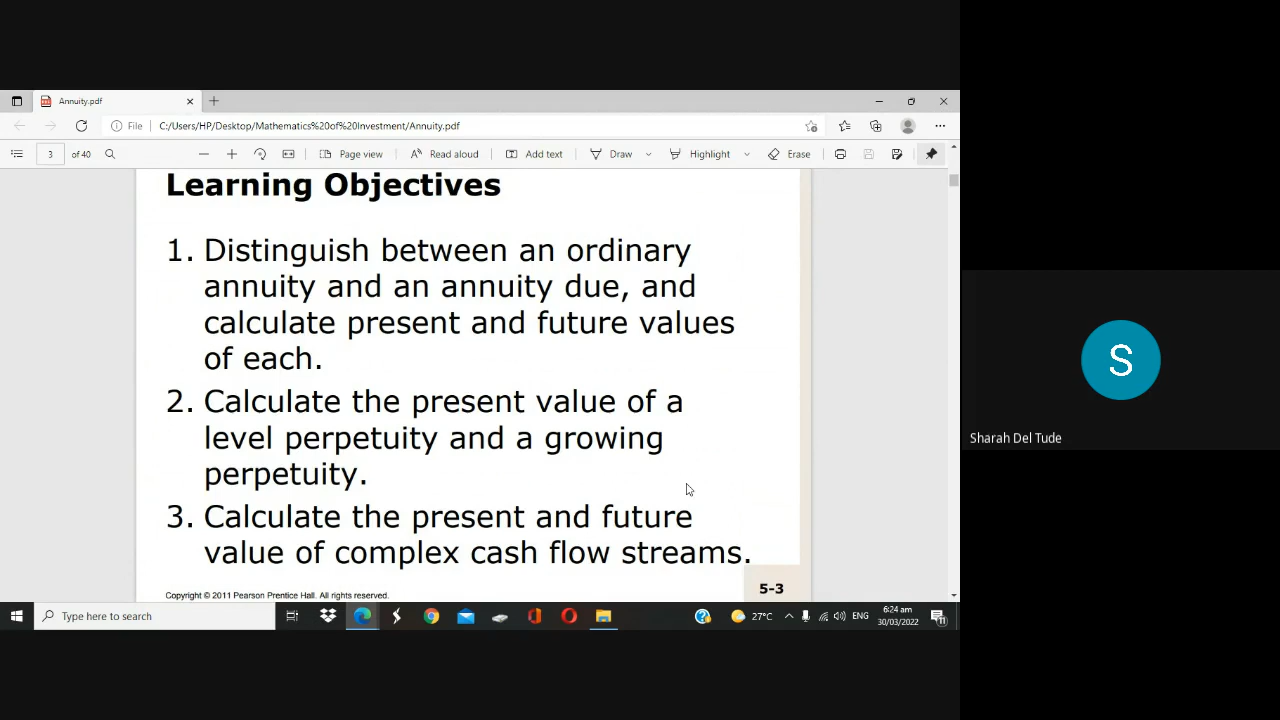 Annuity.pdf
File
C:/Users/HP/Desktop/Mathematics%20of%20Investment/Annuity.pdf
3 of 40
Page view
Read aloud
Add text
Draw
Highlight
Erase
Learning Objectives
1. Distinguish between an ordinary
annuity and an annuity due, and
calculate present and future values
of each.
2. Calculate the present value of a
level perpetuity and a growing
perpetuity.
3. Calculate the present and future
value of complex cash flow streams.
Copyright © 2011 Pearson Prentice Hall. All rights reserved.
5-3
S
Sharah Del Tude
Type here to search
27°C
ENG
6:24 am
30/03/2022
11